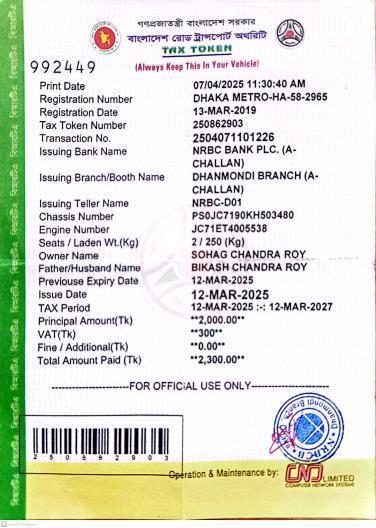 গণপ্রজাতন্ত্রী বাংলাদেশ সরকার
বাংলাদেশ রোড ট্রান্সপোর্ট অথরিটি
TAX TOKEN
992449
(Always Keep This In Your Vehicle)
Print Date 07/04/2025 11:30:40 AM
Registration Number DHAKA METRO-HA-58-2965
Registration Date 13-MAR-2019
Tax Token Number 250862903
Transaction No. 2504071101226
Issuing Bank Name NRBC BANK PLC. (A-
CHALLAN)
Issuing Branch/Booth Name DHANMONDI BRANCH (A-
CHALLAN)
Issuing Teller Name NRBC-D01
Chassis Number PS0JC7190KH503480
Engine Number JC71ET4005538
Seats / Laden Wt.(Kg) 2 / 250 (Kg)
Owner Name SOHAG CHANDRA ROY
Father/Husband Name BIKASH CHANDRA ROY
Previouse Expiry Date 12-MAR-2025
Issue Date 12-MAR-2025
TAX Period 12-MAR-2025 :-: 12-MAR-2027
Principal Amount(Tk) **2,000.00**
VAT(Tk) **300**
Fine / Additional(Tk) **0.00**
Total Amount Paid (Tk) **2,300.00**
-----------------FOR OFFICIAL USE ONLY-----------------
250862903
Operation & Maintenance by: CNS LIMITED
COMPUTER NETWORK SYSTEMS